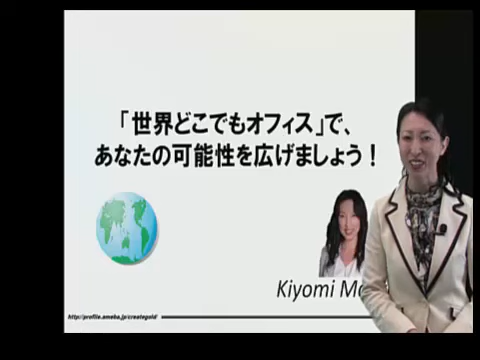 「世界どこでもオフィス」で、
あなたの可能性を広げましょう！
Kiyomi
http://profile.ameba.jp/creategold/